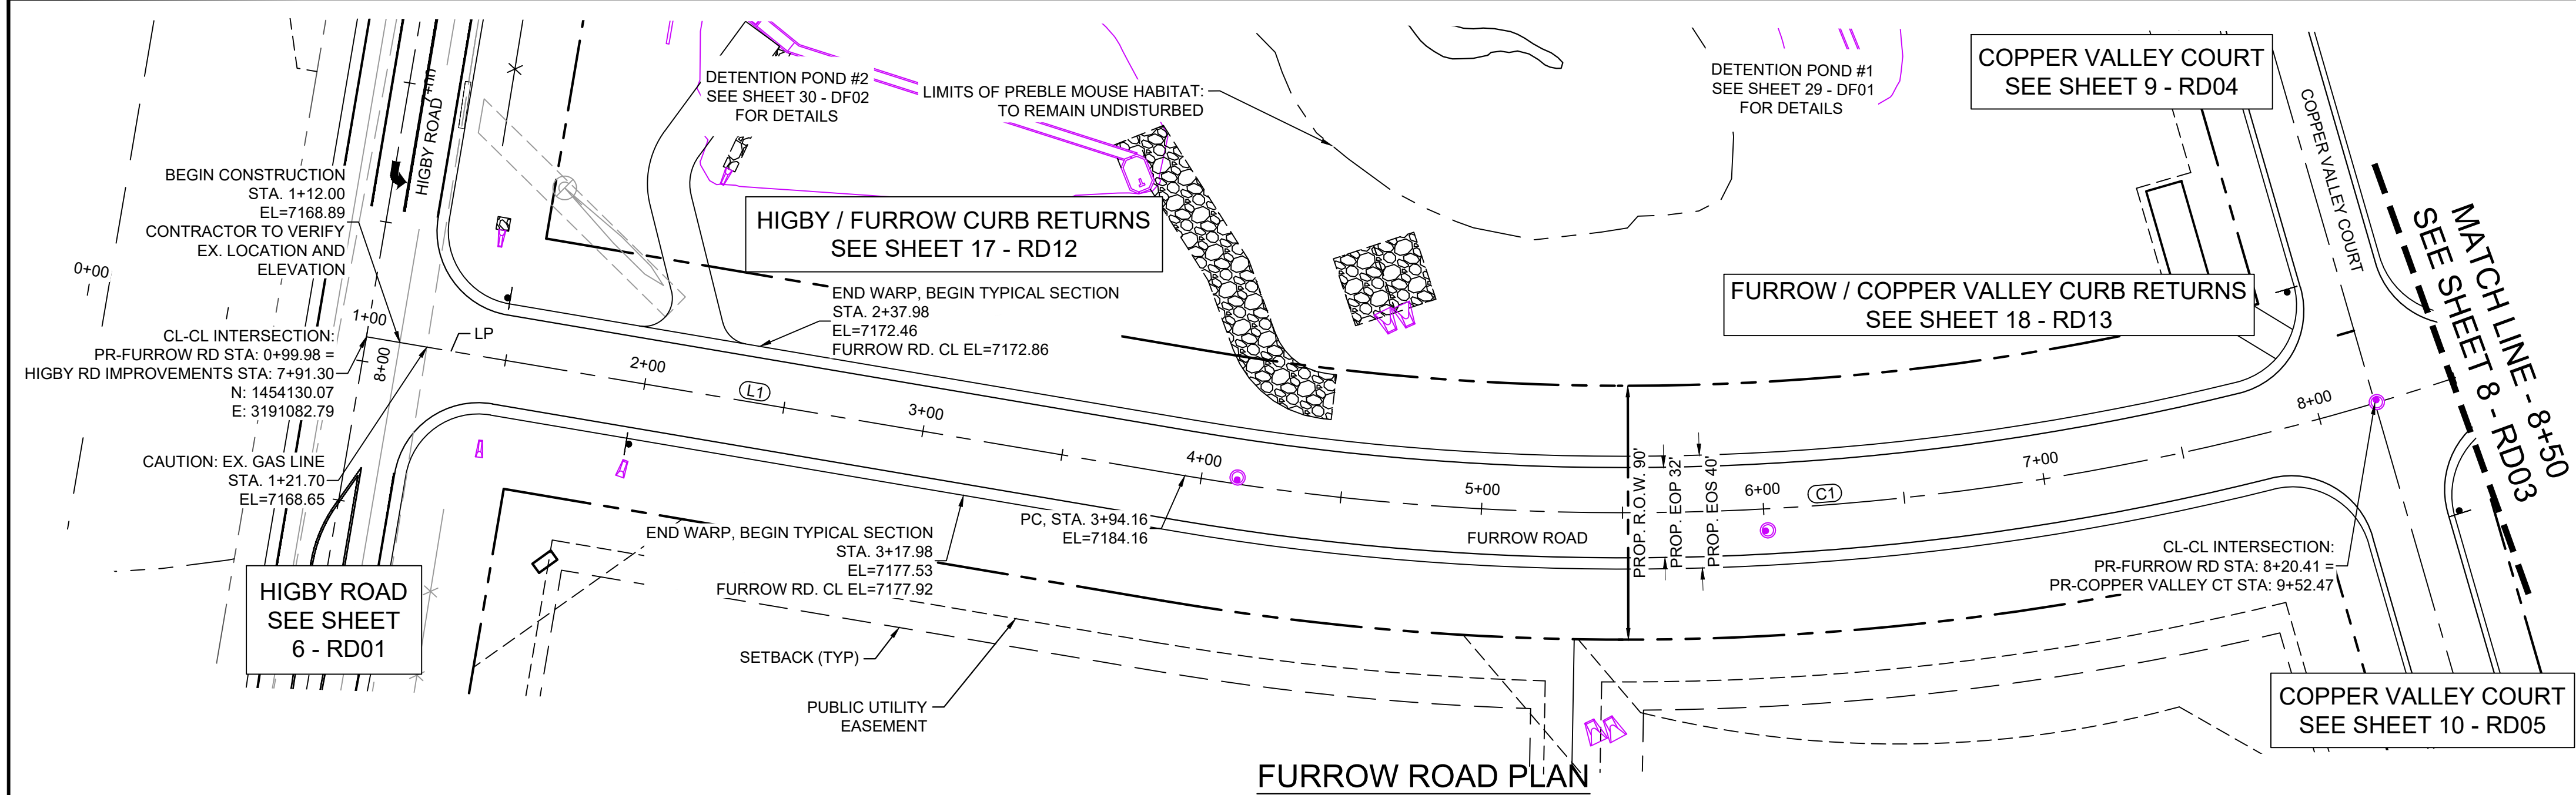 DETENTION POND #2
SEE SHEET 30 - DF02
FOR DETAILS
LIMITS OF PREBLE MOUSE HABITAT:
TO REMAIN UNDISTURBED
DETENTION POND #1
SEE SHEET 29 - DF01
FOR DETAILS
COPPER VALLEY COURT
SEE SHEET 9 - RD04
COPPER VALLEY COURT
HIGBY ROAD
BEGIN CONSTRUCTION
STA. 1+12.00
EL=7168.89
CONTRACTOR TO VERIFY
EX. LOCATION AND
ELEVATION
0+00
1+00
8+00
LP
CL-CL INTERSECTION:
PR-FURROW RD STA: 0+99.98 =
HIGBY RD IMPROVEMENTS STA: 7+91.30
N: 1454130.07
E: 3191082.79
CAUTION: EX. GAS LINE
STA. 1+21.70
EL=7168.65
HIGBY / FURROW CURB RETURNS
SEE SHEET 17 - RD12
END WARP, BEGIN TYPICAL SECTION
STA. 2+37.98
EL=7172.46
FURROW RD. CL EL=7172.86
FURROW / COPPER VALLEY CURB RETURNS
SEE SHEET 18 - RD13
MATCH LINE - 8+50
SEE SHEET 8 - RD03
2+00
L1
3+00
4+00
5+00
6+00
C1
7+00
8+00
PROP. R.O.W. 90'
PROP. EOP 32'
PROP. EOS 40'
FURROW ROAD
PC, STA. 3+94.16
EL=7184.16
END WARP, BEGIN TYPICAL SECTION
STA. 3+17.98
EL=7177.53
FURROW RD. CL EL=7177.92
CL-CL INTERSECTION:
PR-FURROW RD STA: 8+20.41 =
PR-COPPER VALLEY CT STA: 9+52.47
HIGBY ROAD
SEE SHEET
6 - RD01
SETBACK (TYP)
PUBLIC UTILITY
EASEMENT
COPPER VALLEY COURT
SEE SHEET 10 - RD05
FURROW ROAD PLAN